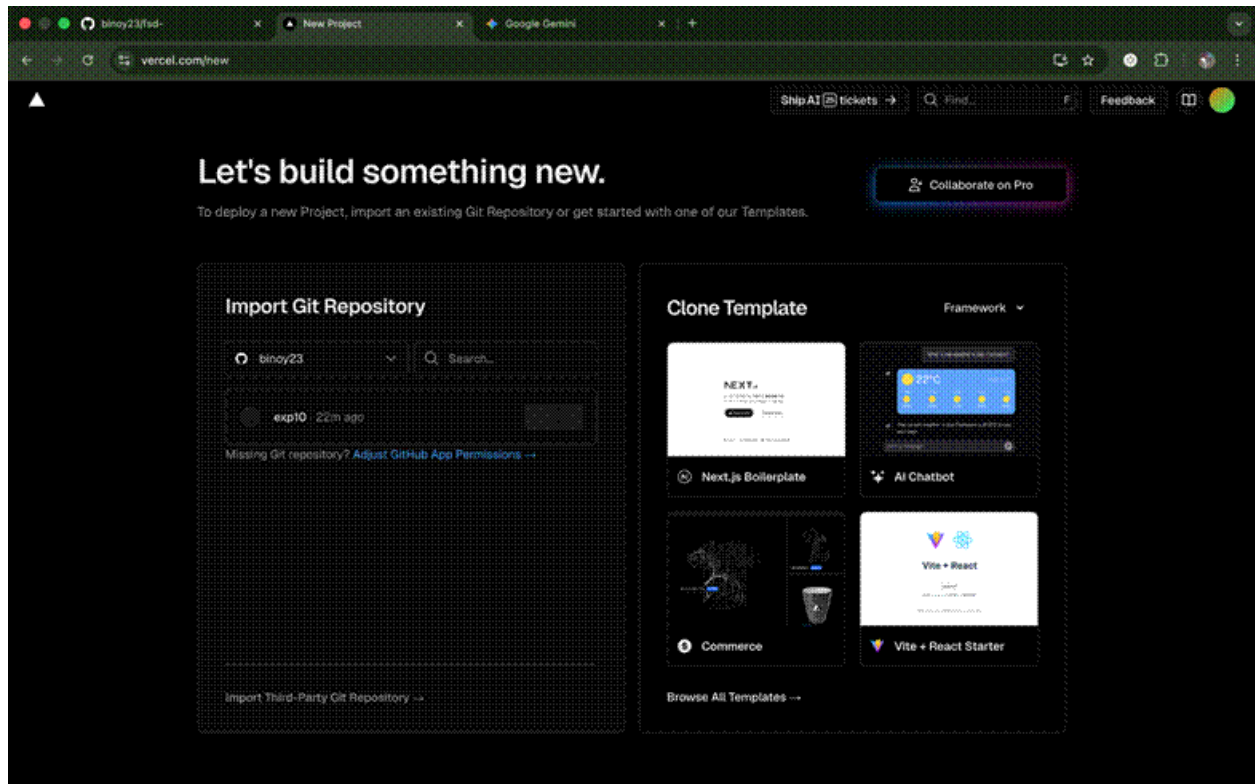 binoy23/fsd-
New Project
Google Gemini
vercel.com/new
Ship AI 25 tickets →
Find...
F
Feedback
Let's build something new.
Collaborate on Pro
To deploy a new Project, import an existing Git Repository or get started with one of our Templates.
Import Git Repository
Clone Template
Framework
binoy23
Search...
exp10 22m ago
Missing Git repository? Adjust GitHub App Permissions →
NEXT.js
22°C
Next.js Boilerplate
AI Chatbot
Vite + React
Commerce
Vite + React Starter
Import Third-Party Git Repository →
Browse All Templates →